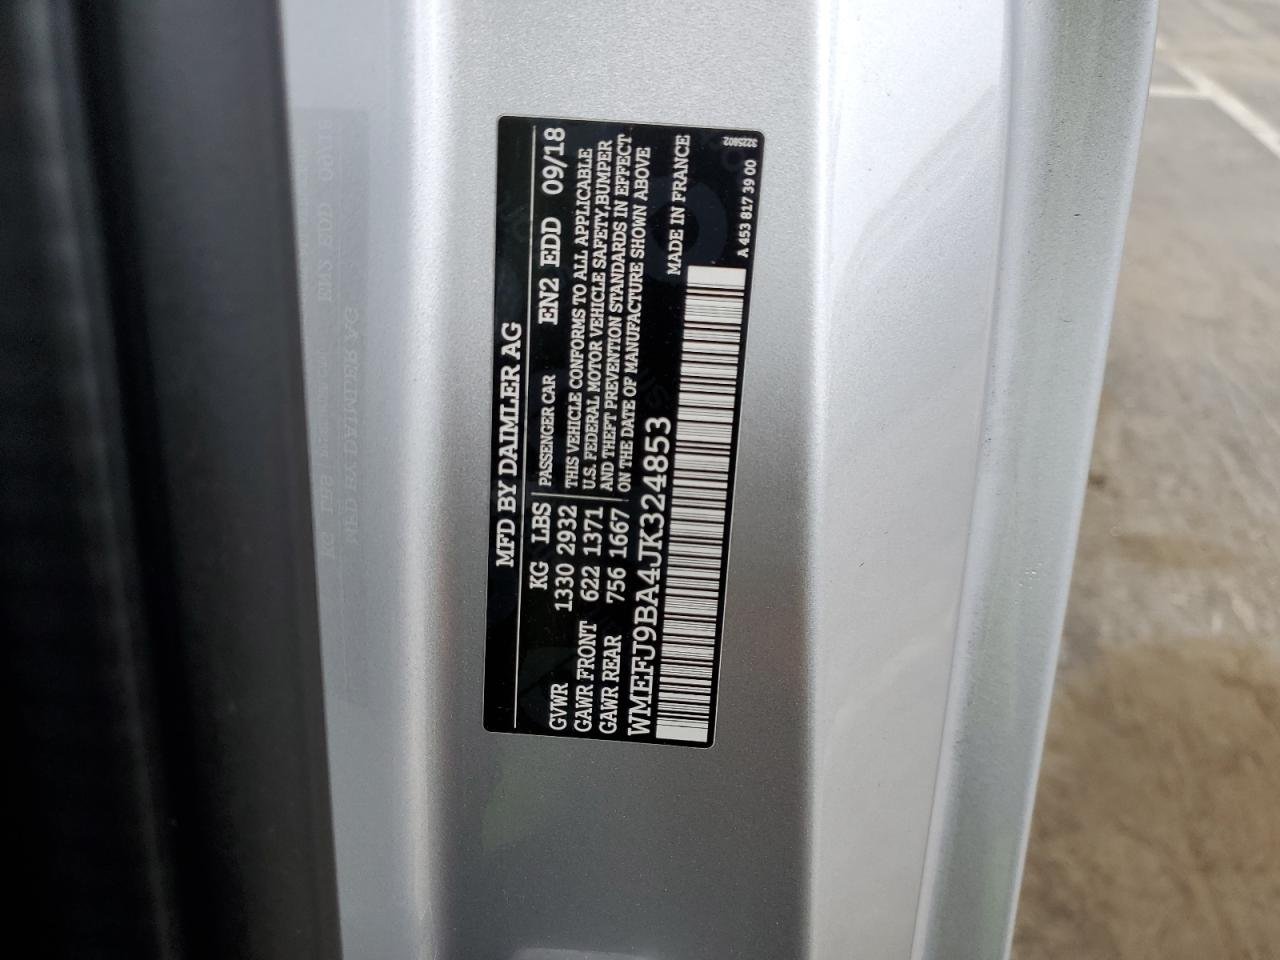 MFD BY DAIMLER AG
KG LBS PASSENGER CAR EN2 EDD 09/18
GVWR 1330 2932 THIS VEHICLE CONFORMS TO ALL APPLICABLE
GAWR FRONT 622 1371 U.S. FEDERAL MOTOR VEHICLE SAFETY,BUMPER
GAWR REAR 756 1667 AND THEFT PREVENTION STANDARDS IN EFFECT
ON THE DATE OF MANUFACTURE SHOWN ABOVE
WMEFJ9BA4JK324853
MADE IN FRANCE
3225802
A 453 817 39 00